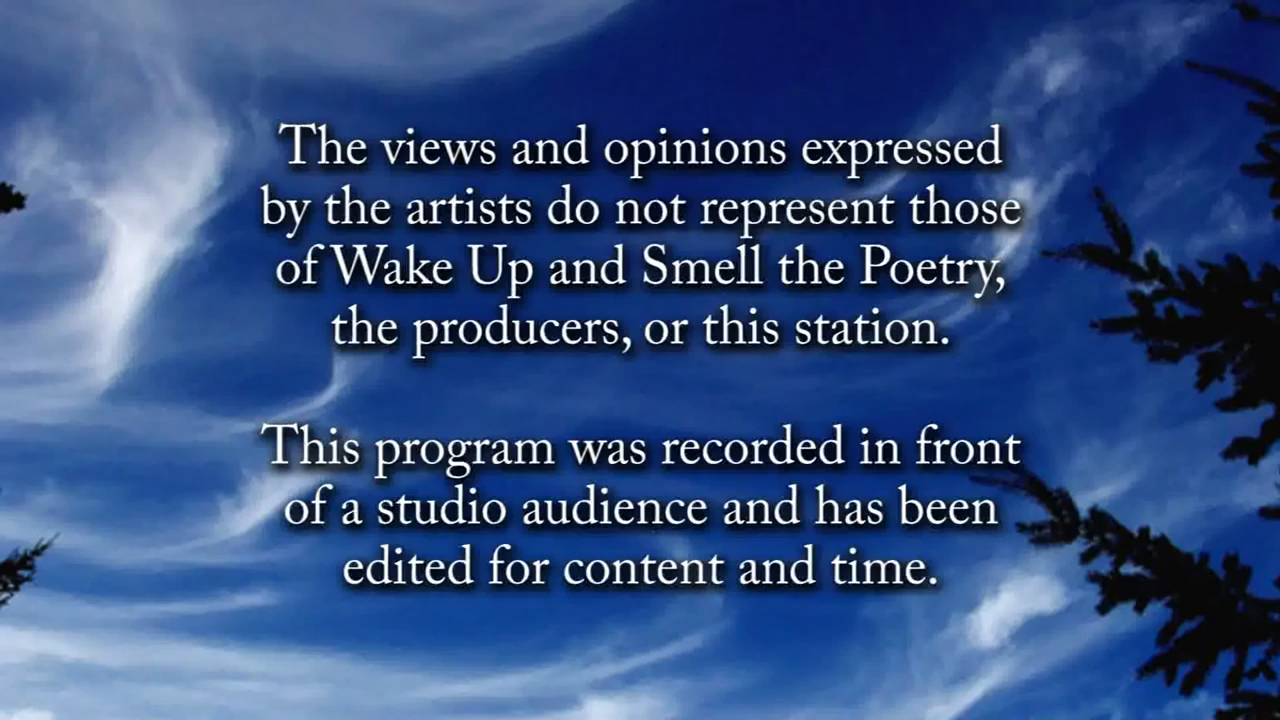 The views and opinions expressed
by the artists do not represent those
of Wake Up and Smell the Poetry,
the producers, or this station.
This program was recorded in front
of a studio audience and has been
edited for content and time.